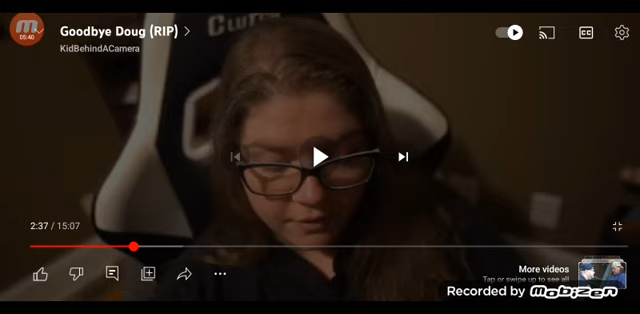 Goodbye Doug (RIP)
KidBehindACamera
05:40
CC
2:37 / 15:07
More videos
Tap or swipe up to see all
Recorded by Mobizen